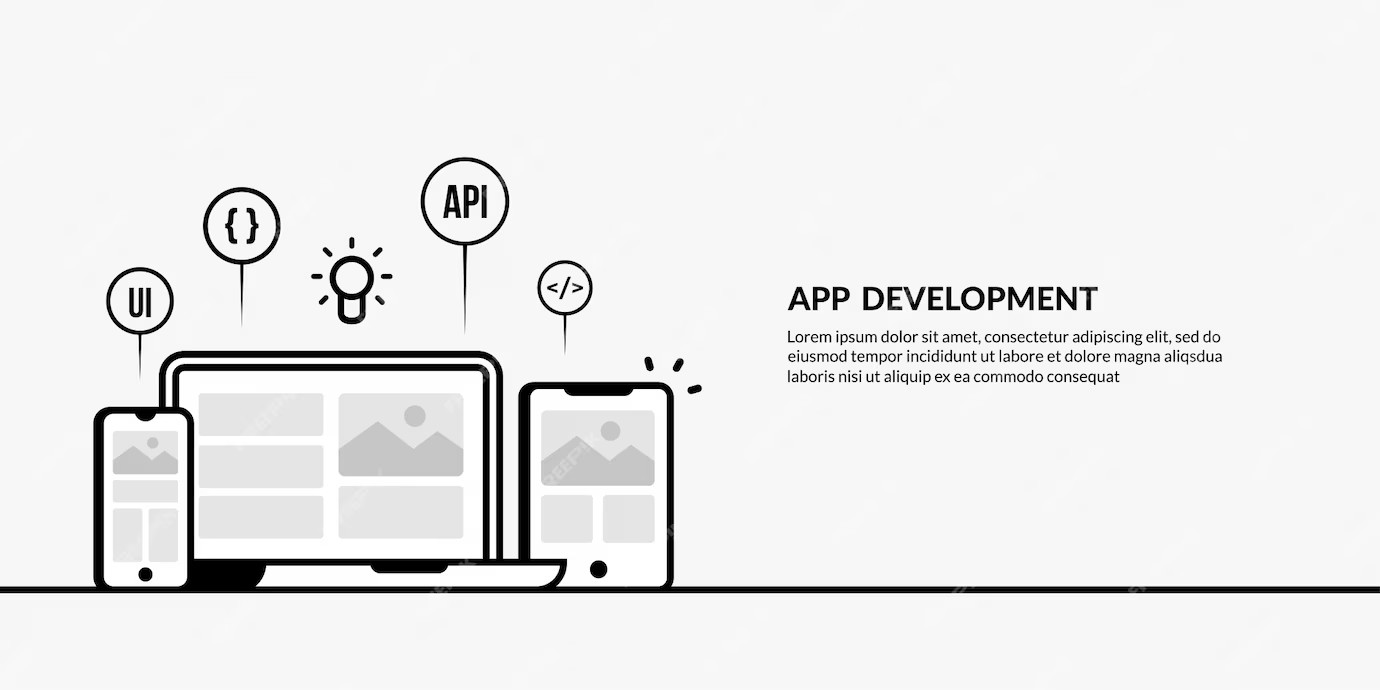 API
{ }
UI
</>
APP DEVELOPMENT
Lorem ipsum dolor sit amet, consectetur adipiscing elit, sed do
eiusmod tempor incididunt ut labore et dolore magna aliqsdua
laboris nisi ut aliquip ex ea commodo consequat